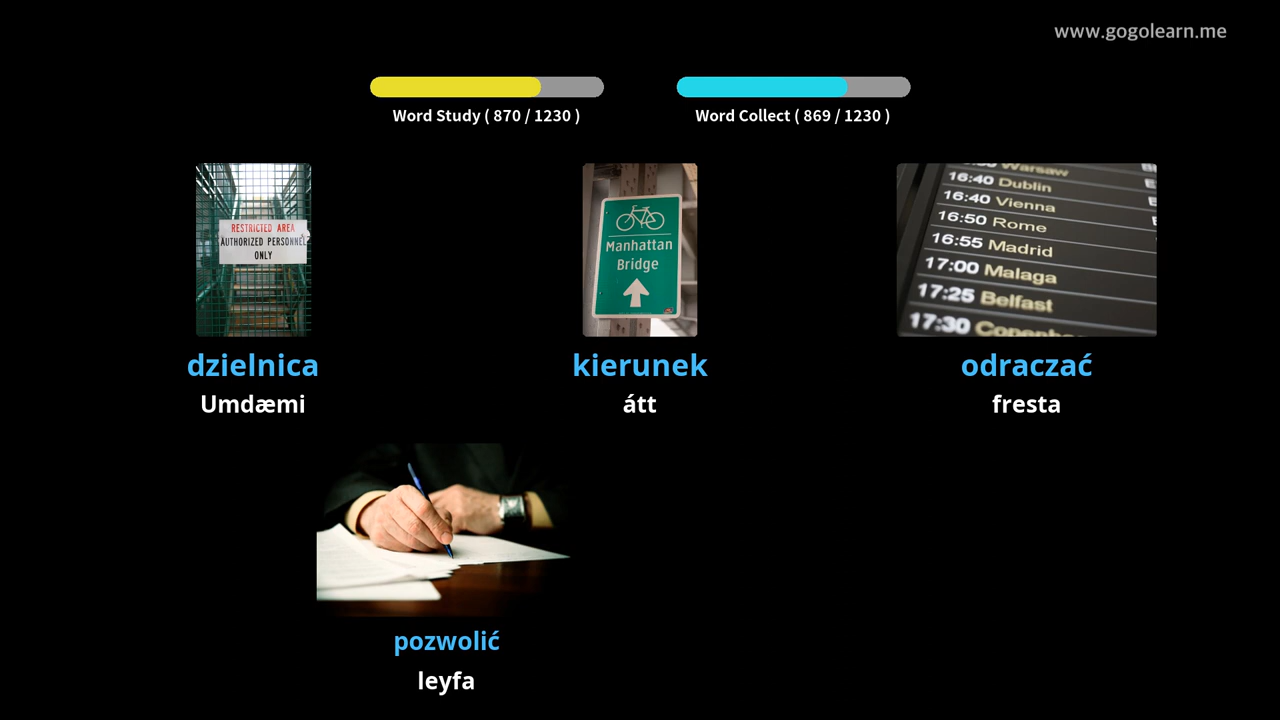 www.gogolearn.me
Word Study ( 870 / 1230 )
Word Collect ( 869 / 1230 )
RESTRICTED AREA
AUTHORIZED PERSONNEL
ONLY
Manhattan
Bridge
Warsaw
16:40 Dublin
16:40 Vienna
16:50 Rome
16:55 Madrid
17:00 Malaga
17:25 Belfast
17:30
dzielnica
kierunek
odraczać
Umdæmi
átt
fresta
pozwolić
leyfa